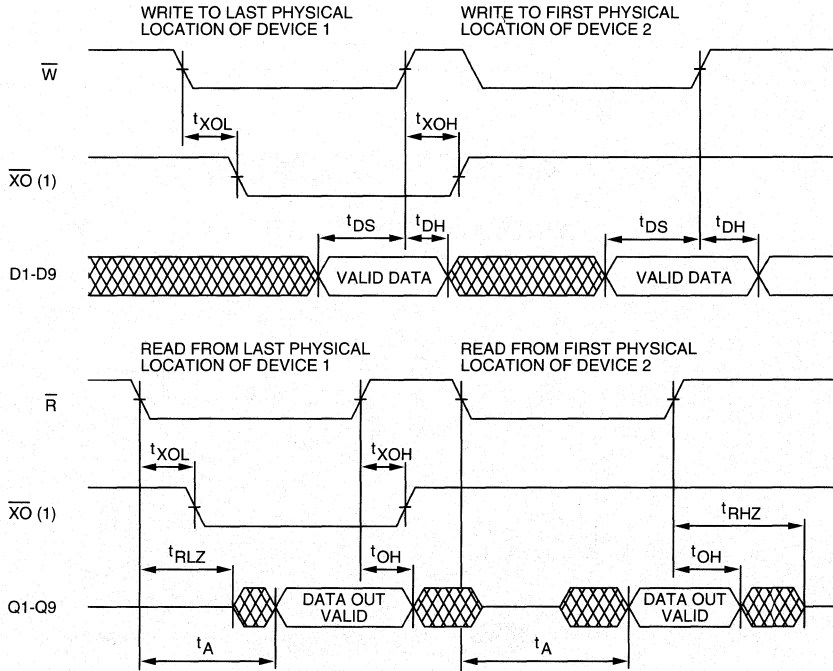 WRITE TO LAST PHYSICAL
LOCATION OF DEVICE 1
WRITE TO FIRST PHYSICAL
LOCATION OF DEVICE 2
W̅
tXOL
tXOH
X̅O̅ (1)
tDS
tDH
tDS
tDH
D1-D9
VALID DATA
VALID DATA
READ FROM LAST PHYSICAL
LOCATION OF DEVICE 1
READ FROM FIRST PHYSICAL
LOCATION OF DEVICE 2
R̅
tXOL
tXOH
X̅O̅ (1)
tRHZ
tRLZ
tOH
tOH
Q1-Q9
DATA OUT
VALID
DATA OUT
VALID
tA
tA